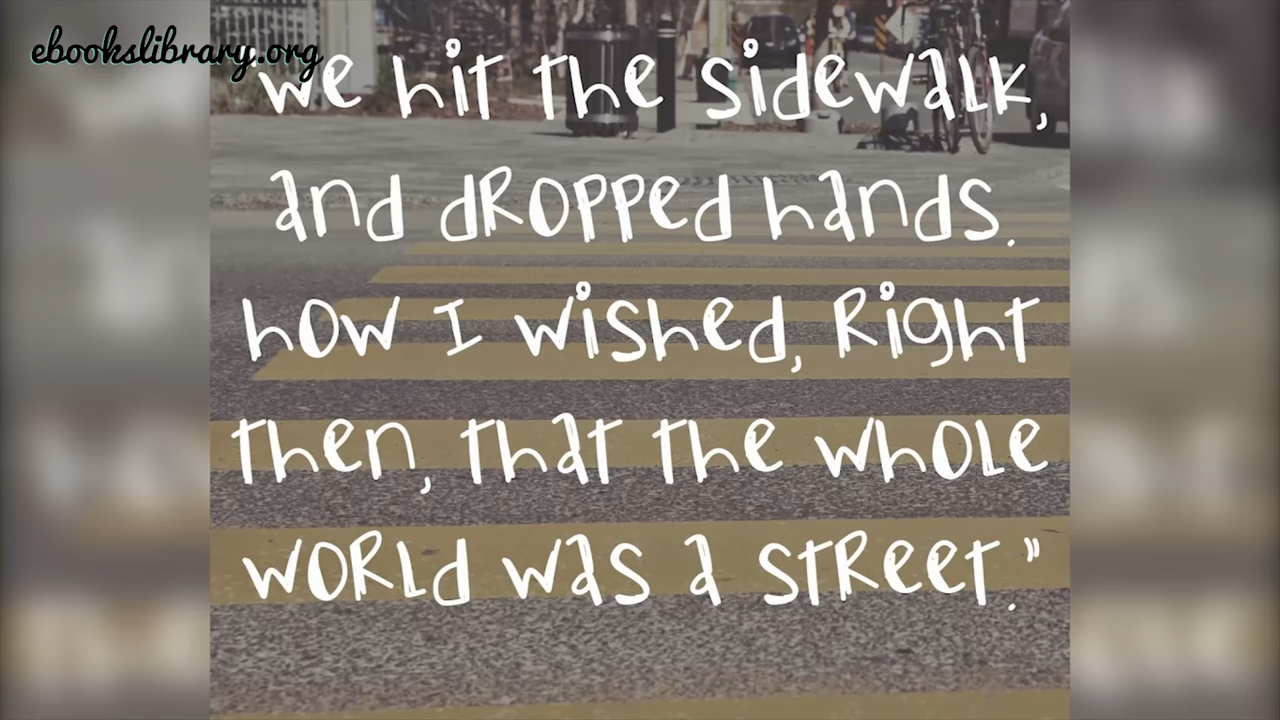 ebookslibrary.org
"we hit the sidewalk,
and dropped hands.
how I wished, right
then, that the whole
world was a street."